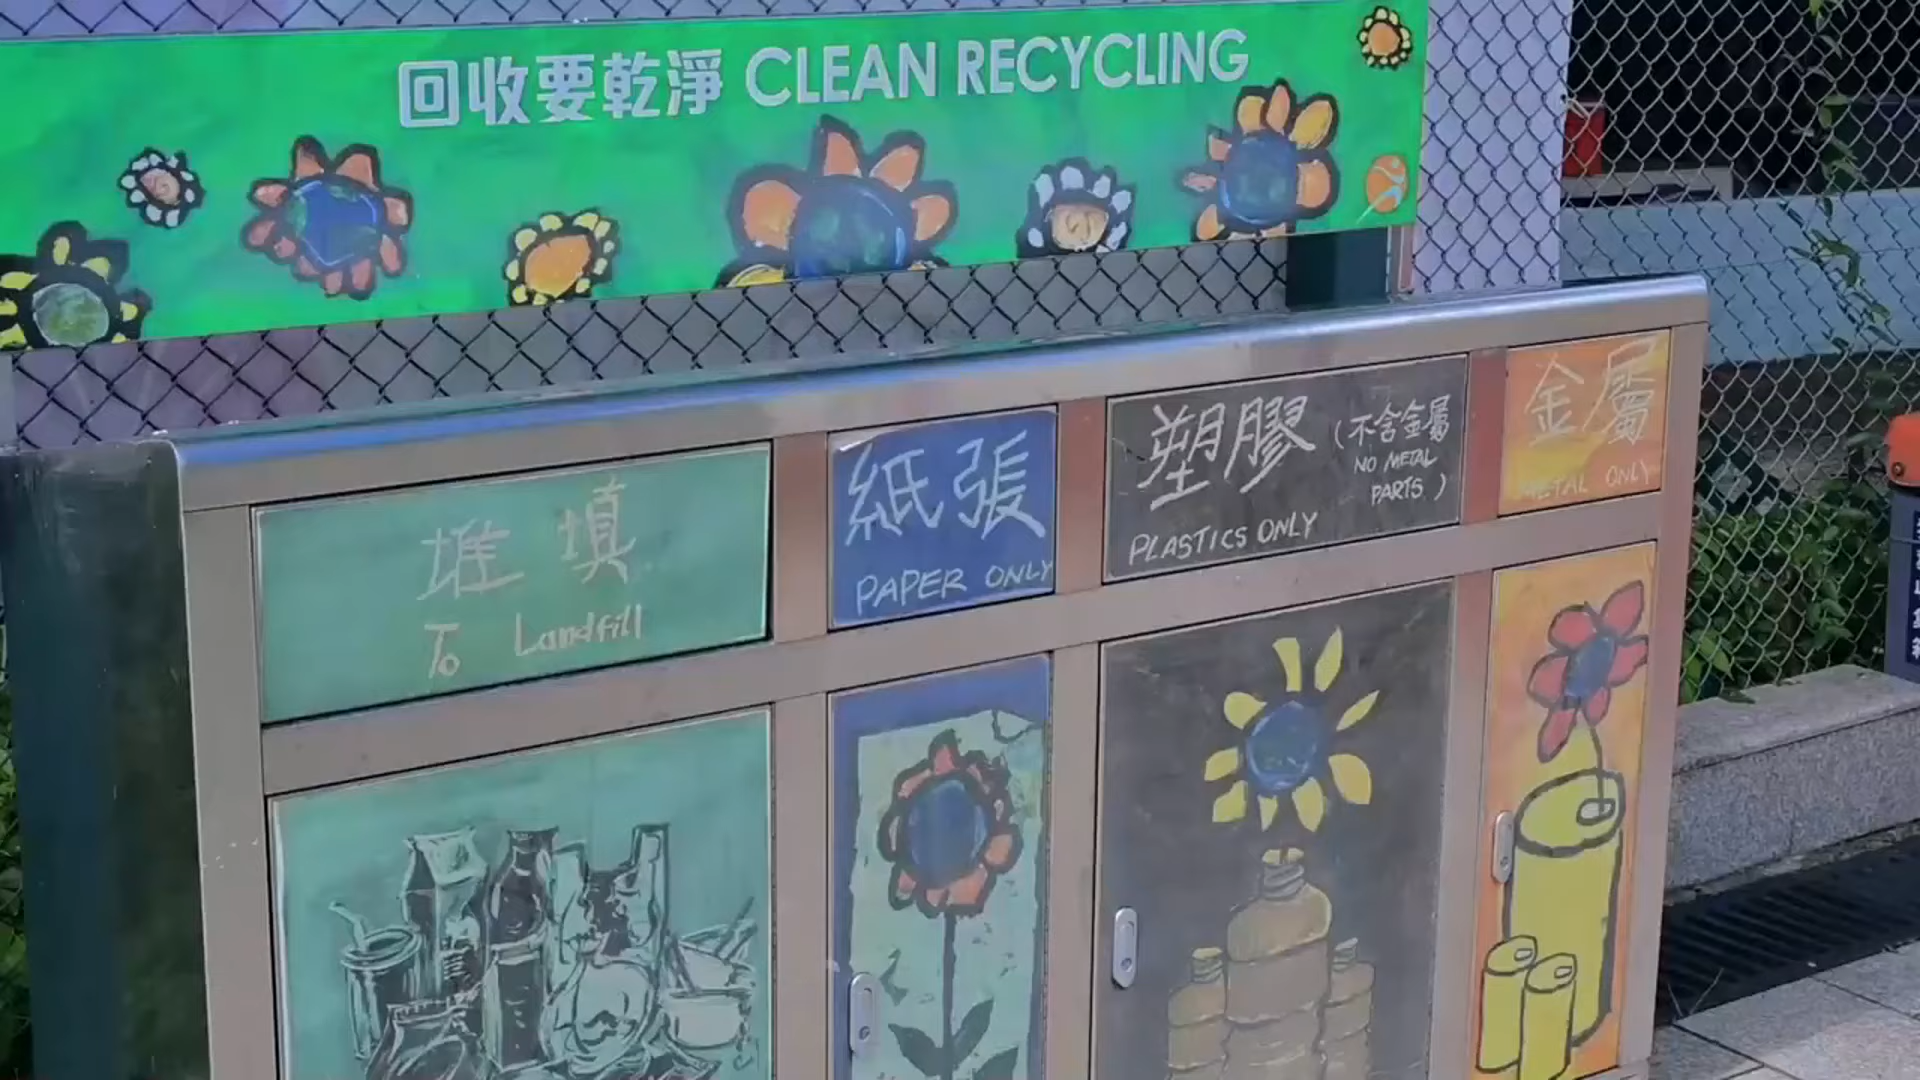 回收要乾淨 CLEAN RECYCLING
堆填
To Landfill
紙張
PAPER ONLY
塑膠
(不含金屬
NO METAL
PARTS)
PLASTICS ONLY
金屬
METAL ONLY